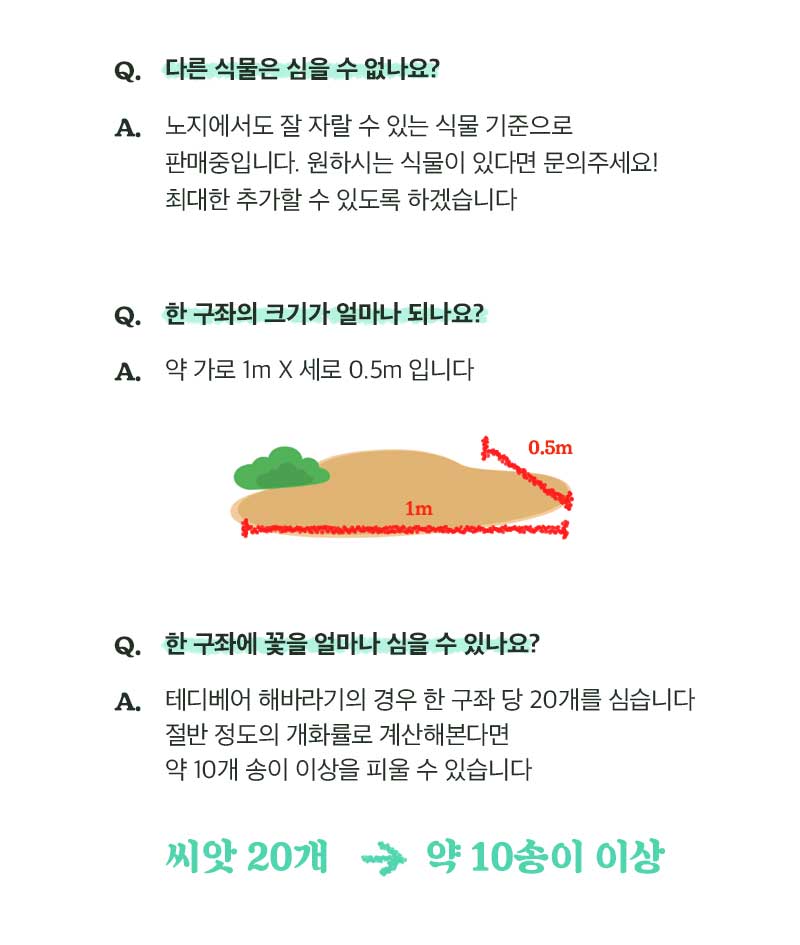 Q. 다른 식물은 심을 수 없나요?
A. 노지에서도 잘 자랄 수 있는 식물 기준으로
판매중입니다. 원하시는 식물이 있다면 문의주세요!
최대한 추가할 수 있도록 하겠습니다
Q. 한 구좌의 크기가 얼마나 되나요?
A. 약 가로 1m X 세로 0.5m 입니다
0.5m
1m
Q. 한 구좌에 꽃을 얼마나 심을 수 있나요?
A. 테디베어 해바라기의 경우 한 구좌 당 20개를 심습니다
절반 정도의 개화률로 계산해본다면
약 10개 송이 이상을 피울 수 있습니다
씨앗 20개 → 약 10송이 이상